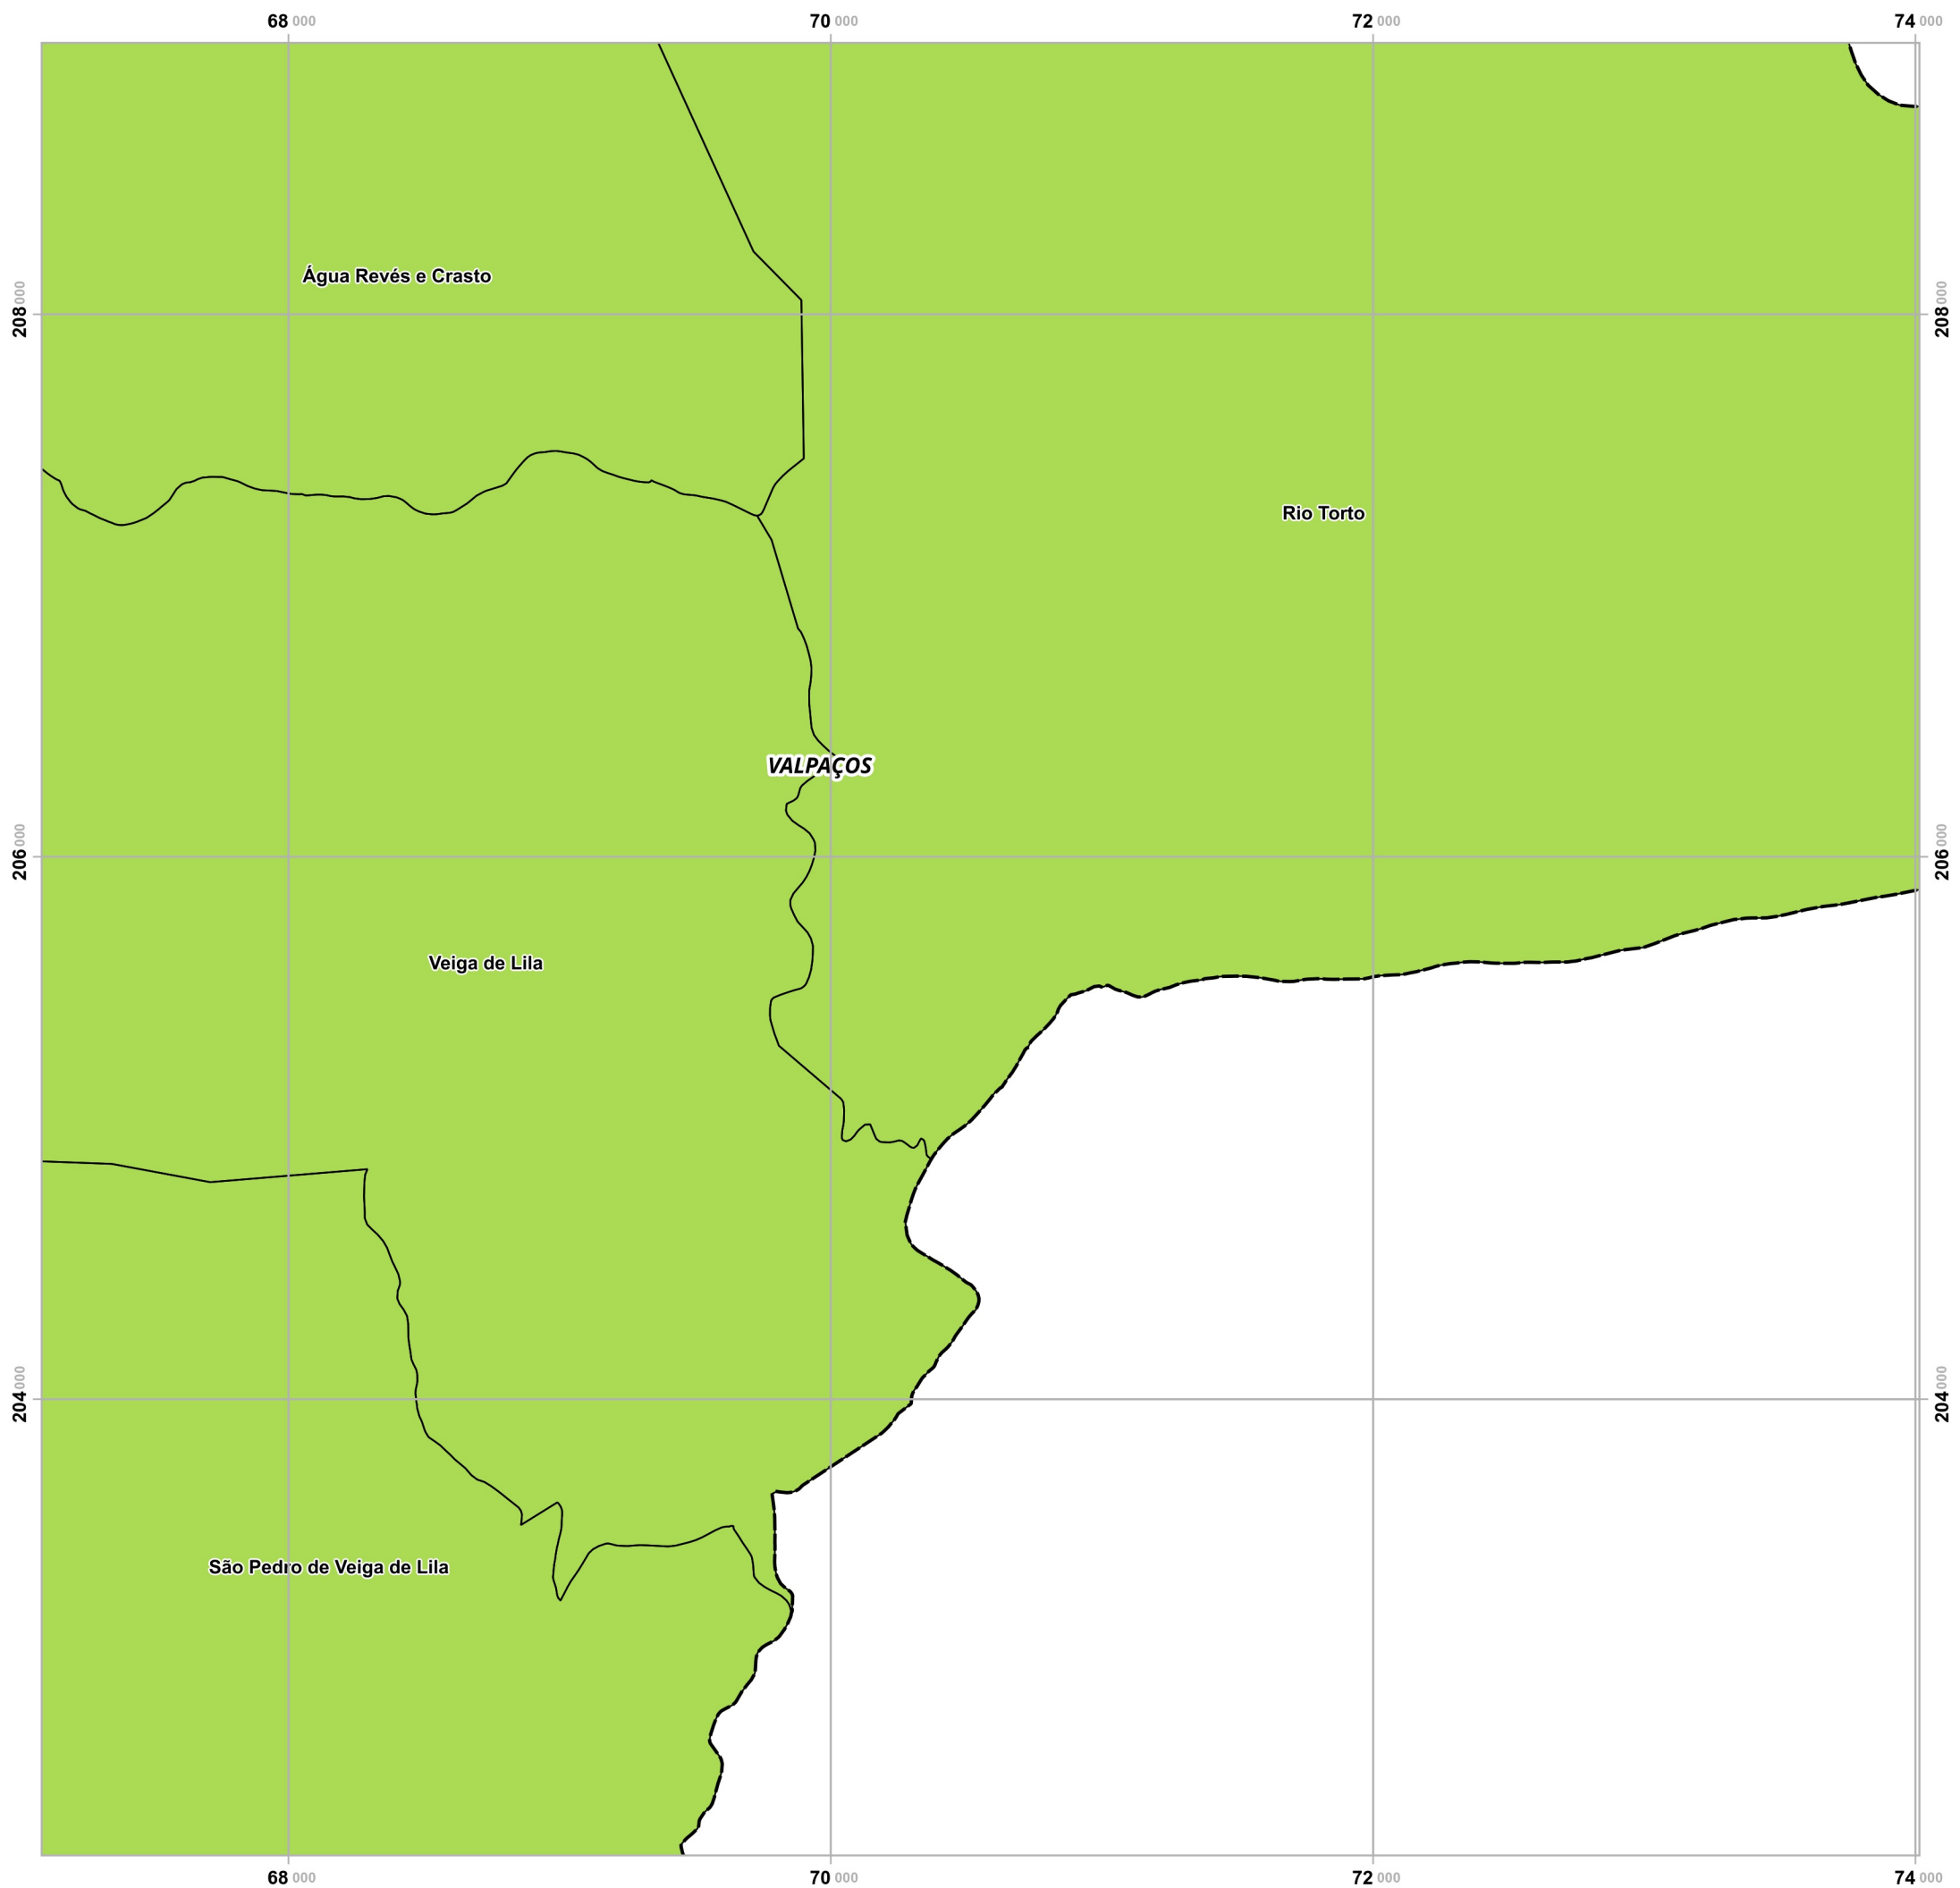 68 000 70 000 72 000 74 000
Água Revés e Crasto
208 000 208 000
Rio Torto
VALPAÇOS
206 000 206 000
Veiga de Lila
204 000 204 000
São Pedro de Veiga de Lila
68 000 70 000 72 000 74 000